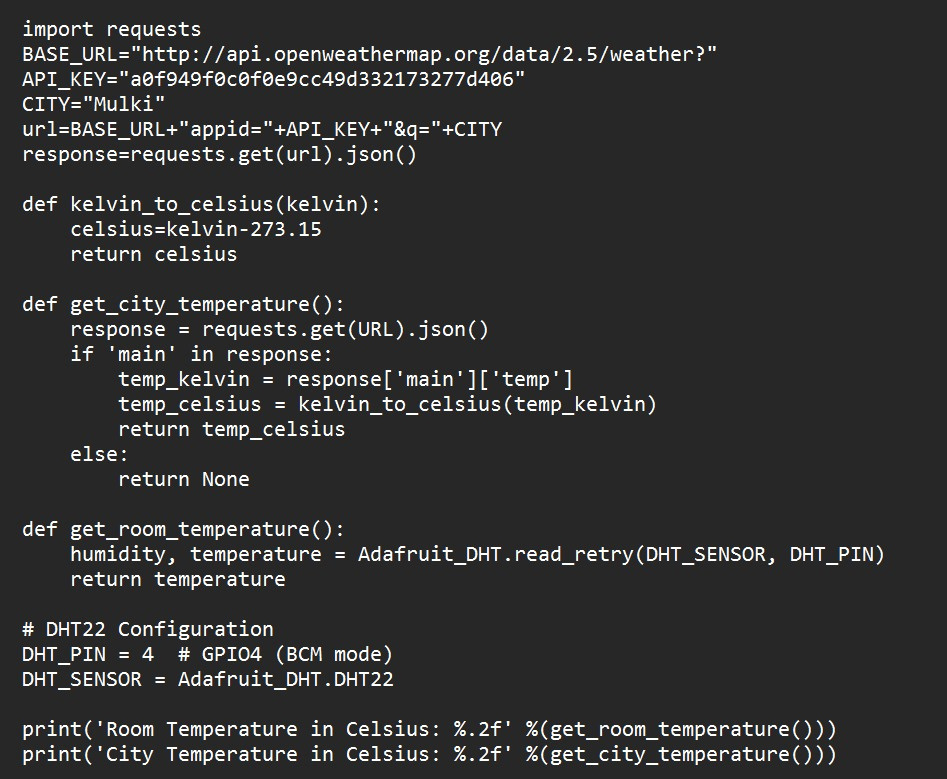 import requests
BASE_URL="http://api.openweathermap.org/data/2.5/weather?"
API_KEY="a0f949f0c0f0e9cc49d332173277d406"
CITY="Mulki"
url=BASE_URL+"appid="+API_KEY+"&q="+CITY
response=requests.get(url).json()

def kelvin_to_celsius(kelvin):
    celsius=kelvin-273.15
    return celsius

def get_city_temperature():
    response = requests.get(URL).json()
    if 'main' in response:
        temp_kelvin = response['main']['temp']
        temp_celsius = kelvin_to_celsius(temp_kelvin)
        return temp_celsius
    else:
        return None

def get_room_temperature():
    humidity, temperature = Adafruit_DHT.read_retry(DHT_SENSOR, DHT_PIN)
    return temperature

# DHT22 Configuration
DHT_PIN = 4  # GPIO4 (BCM mode)
DHT_SENSOR = Adafruit_DHT.DHT22

print('Room Temperature in Celsius: %.2f' %(get_room_temperature()))
print('City Temperature in Celsius: %.2f' %(get_city_temperature()))